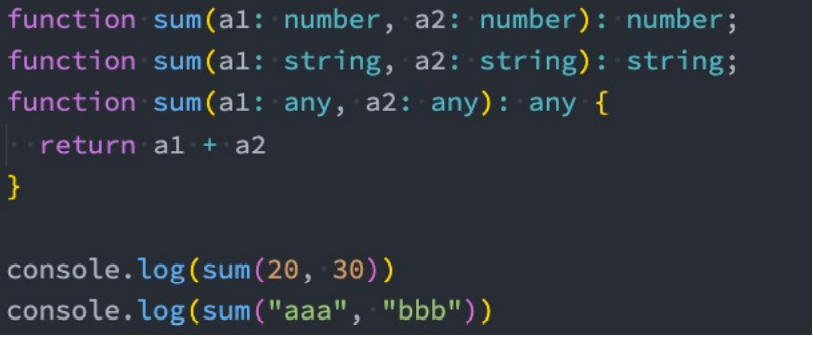 function sum(a1: number, a2: number): number;
function sum(a1: string, a2: string): string;
function sum(a1: any, a2: any): any {
  return a1 + a2
}

console.log(sum(20, 30))
console.log(sum("aaa", "bbb"))